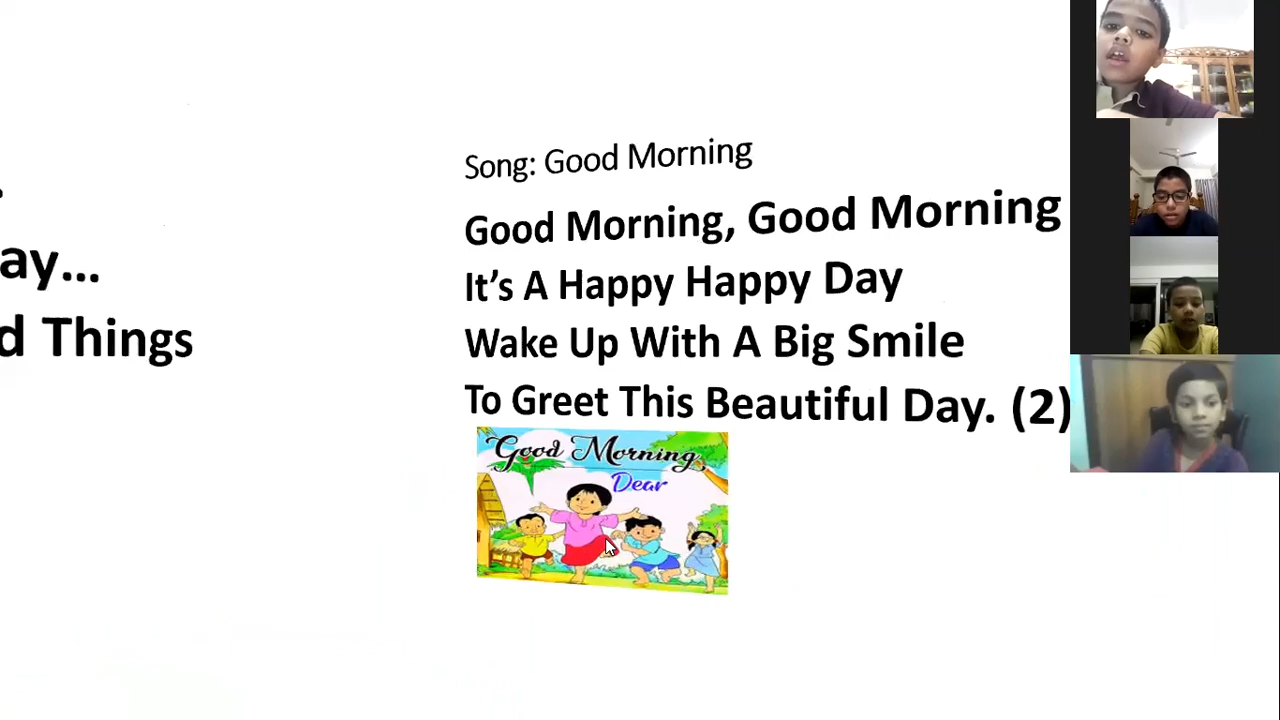 ay...
d Things
Song: Good Morning
Good Morning, Good Morning
It's A Happy Happy Day
Wake Up With A Big Smile
To Greet This Beautiful Day. (2)
Good Morning,
Dear